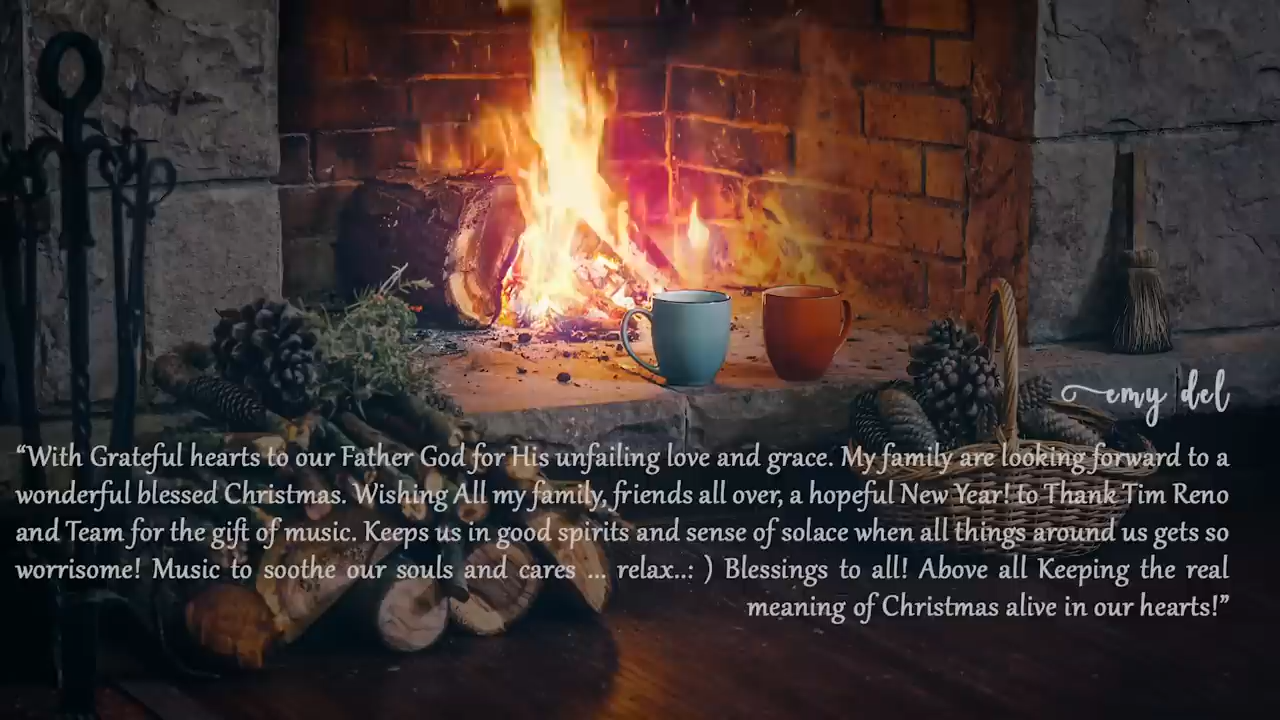 emy del
“With Grateful hearts to our Father God for His unfailing love and grace. My family are looking forward to a
wonderful blessed Christmas. Wishing All my family, friends all over, a hopeful New Year! to Thank Tim Reno
and Team for the gift of music. Keeps us in good spirits and sense of solace when all things around us gets so
worrisome! Music to soothe our souls and cares ... relax..: ) Blessings to all! Above all Keeping the real
meaning of Christmas alive in our hearts!”